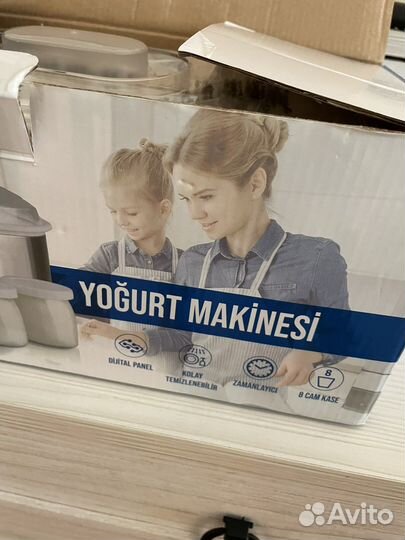 YOĞURT MAKİNESİ
DİJİTAL PANEL
KOLAY
TEMİZLENEBİLİR
ZAMANLAYICI
8
8 CAM KASE
Avito